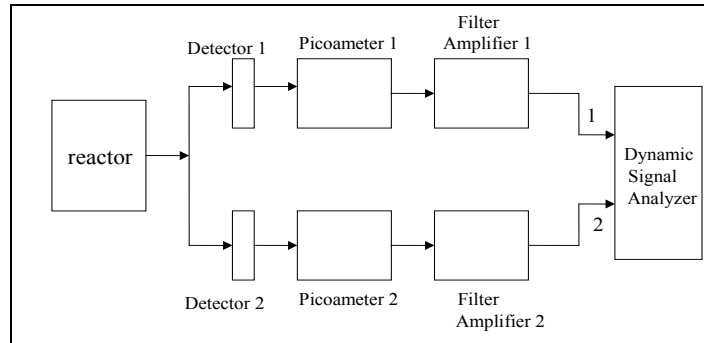 Filter
Detector 1
Picoameter 1
Amplifier 1
1
reactor
Dynamic
Signal
Analyzer
2
Detector 2
Picoameter 2
Filter
Amplifier 2